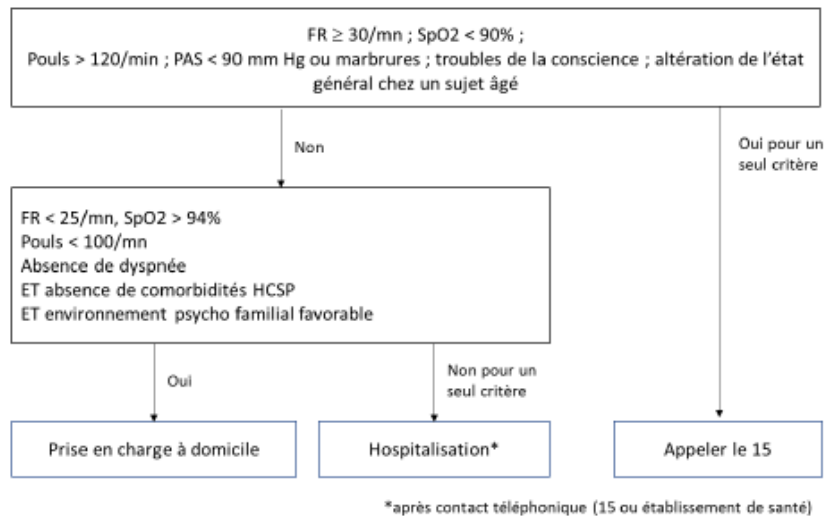 FR ≥ 30/mn ; SpO2 < 90% ;
Pouls > 120/min ; PAS < 90 mm Hg ou marbrures ; troubles de la conscience ; altération de l'état
général chez un sujet âgé
Non
Oui pour un
seul critère
FR < 25/mn, SpO2 > 94%
Pouls < 100/mn
Absence de dyspnée
ET absence de comorbidités HCSP
ET environnement psycho familial favorable
Oui
Non pour un
seul critère
Prise en charge à domicile
Hospitalisation*
Appeler le 15
*après contact téléphonique (15 ou établissement de santé)